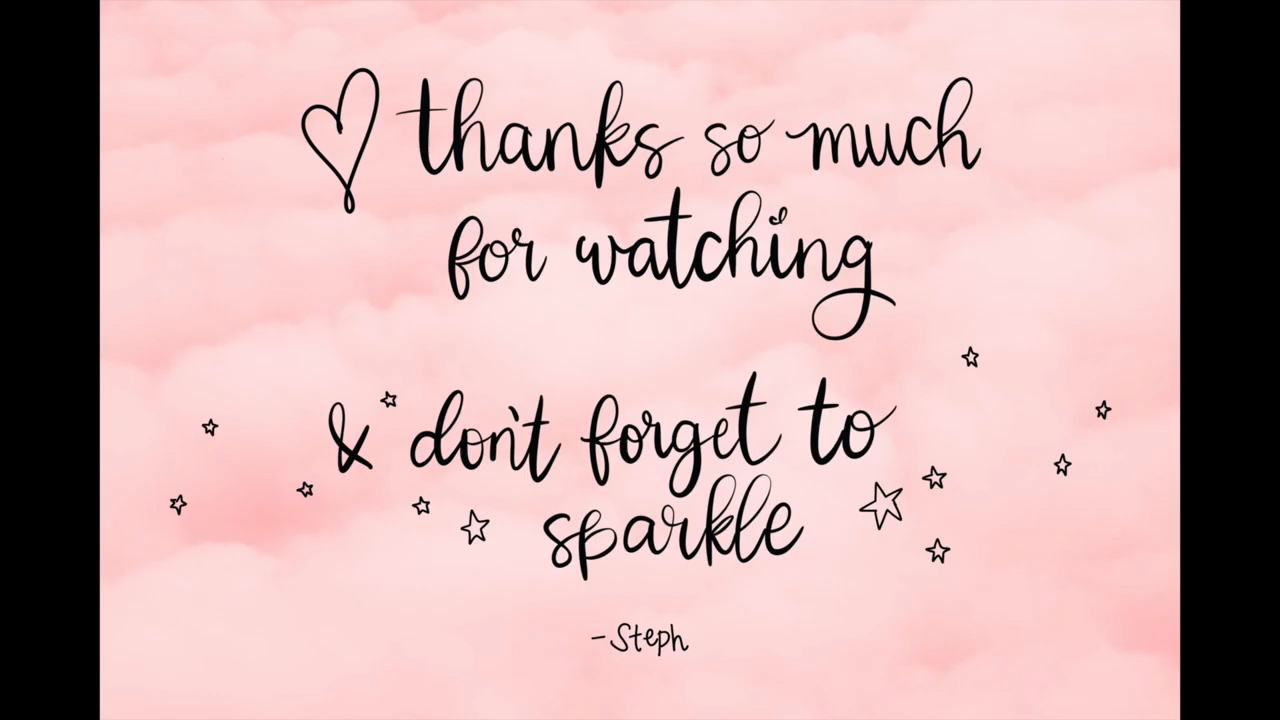 thanks so much
for watching
& don't forget to
sparkle
-Steph